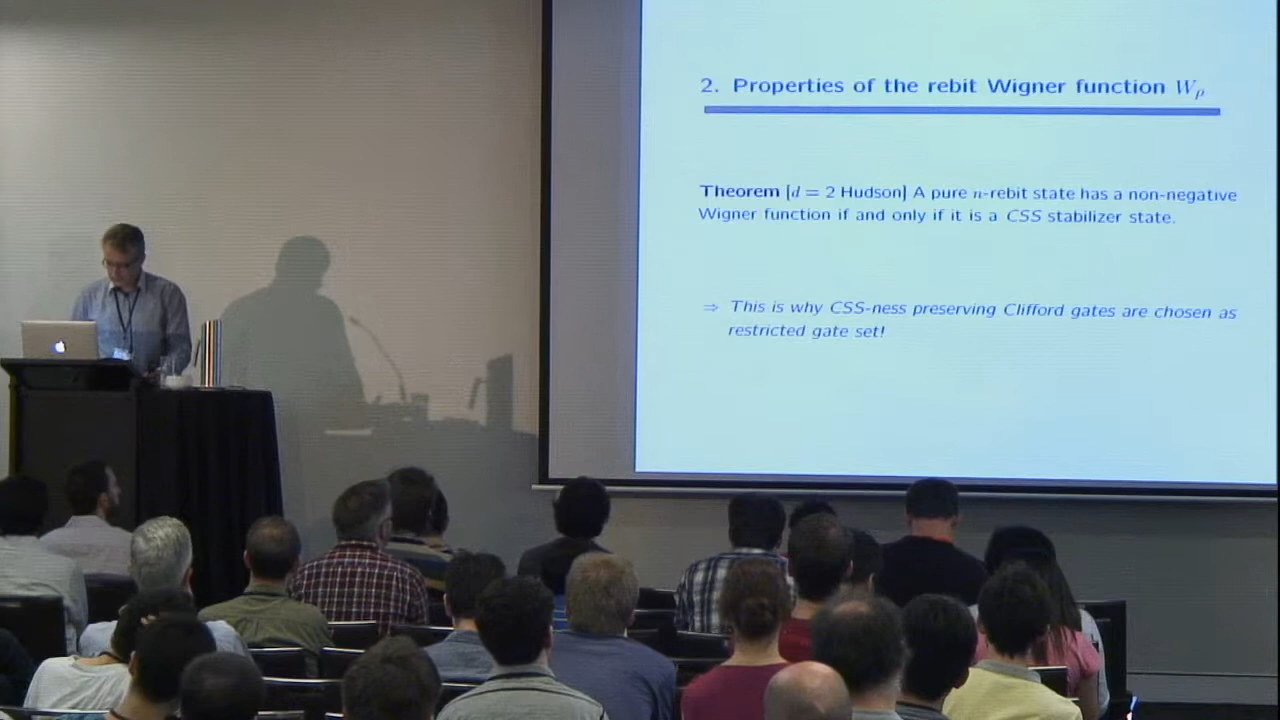 2. Properties of the rebit Wigner function Wρ
Theorem [d = 2 Hudson] A pure n-rebit state has a non-negative
Wigner function if and only if it is a CSS stabilizer state.
⇒ This is why CSS-ness preserving Clifford gates are chosen as
restricted gate set!